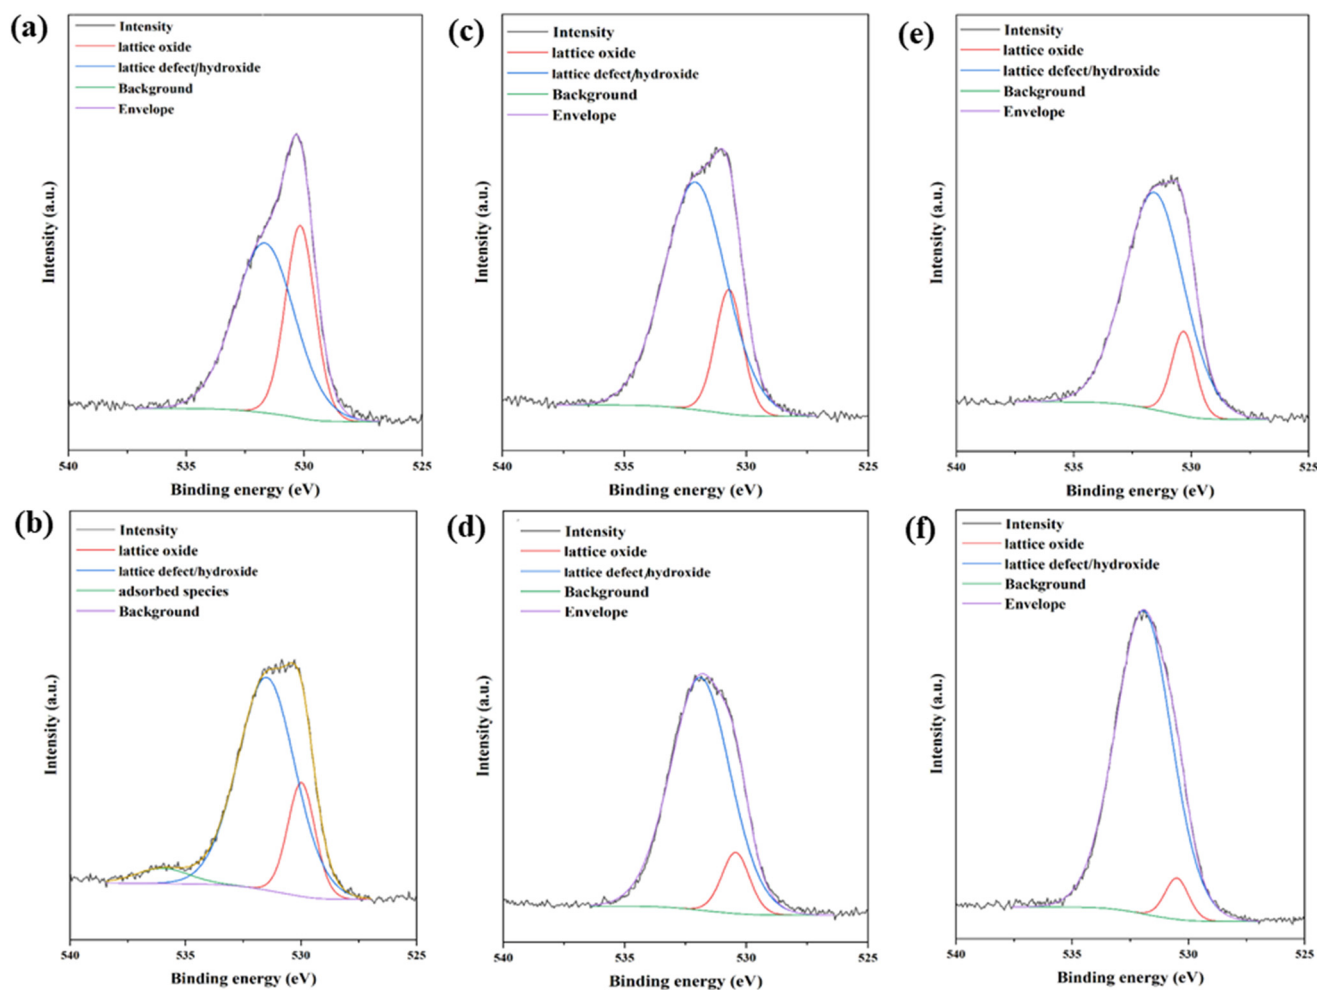 (a)
Intensity
lattice oxide
lattice defect/hydroxide
Background
Envelope
Intensity (a.u.)
540 535 530 525
Binding energy (eV)
(c)
Intensity
lattice oxide
lattice defect/hydroxide
Background
Envelope
Intensity (a.u.)
540 535 530 525
Binding energy (eV)
(e)
Intensity
lattice oxide
lattice defect/hydroxide
Background
Envelope
Intensity (a.u.)
540 535 530 525
Binding energy (eV)
(b)
Intensity
lattice oxide
lattice defect/hydroxide
adsorbed species
Background
Intensity (a.u.)
540 535 530 525
Binding energy (eV)
(d)
Intensity
lattice oxide
lattice defect/hydroxide
Background
Envelope
Intensity (a.u.)
540 535 530 525
Binding energy (eV)
(f)
Intensity
lattice oxide
lattice defect/hydroxide
Background
Envelope
Intensity (a.u.)
540 535 530 525
Binding energy (eV)